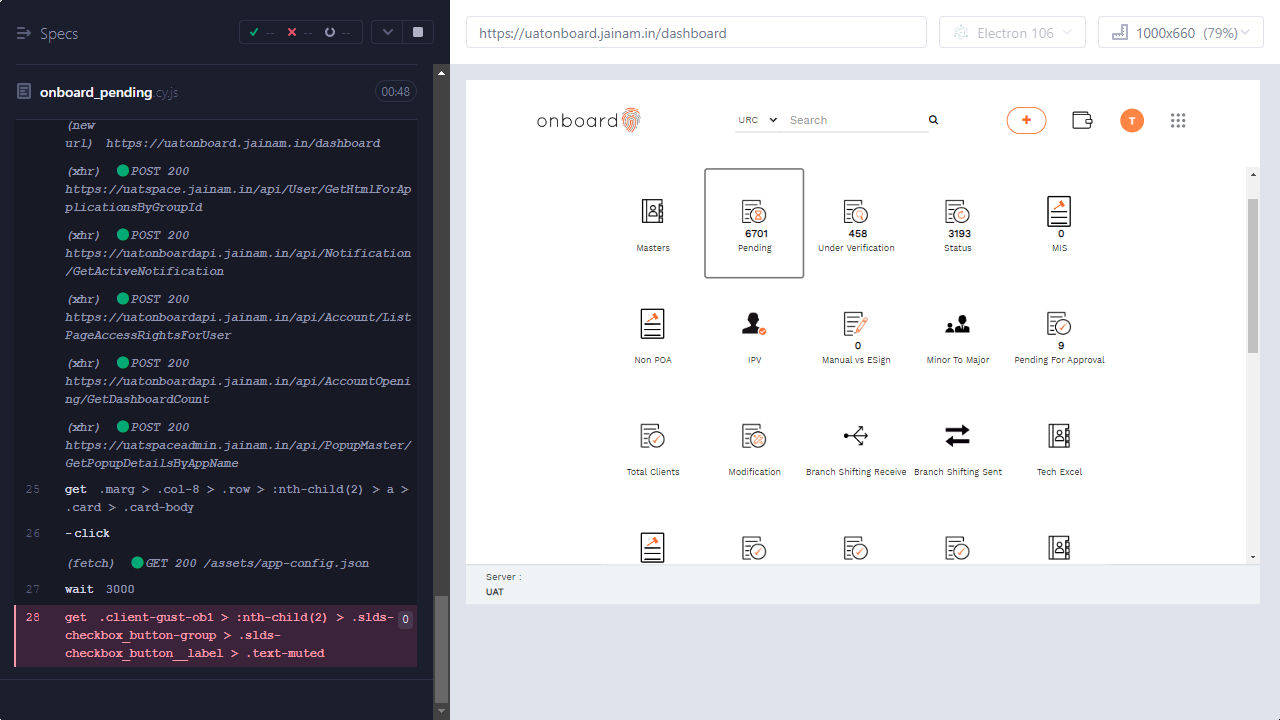 Specs
-- -- --
onboard_pending.cy.js 00:48
(new
url) https://uatonboard.jainam.in/dashboard
(xhr) POST 200
https://uatspace.jainam.in/api/User/GetHtmlForAp
plicationsByGroupId
(xhr) POST 200
https://uatonboardapi.jainam.in/api/Notification
/GetActiveNotification
(xhr) POST 200
https://uatonboardapi.jainam.in/api/Account/List
PageAccessRightsForUser
(xhr) POST 200
https://uatonboardapi.jainam.in/api/AccountOpeni
ng/GetDashboardCount
(xhr) POST 200
https://uatspaceadmin.jainam.in/api/PopupMaster/
GetPopupDetailsByAppName
25 get .marg > .col-8 > .row > :nth-child(2) > a >
.card > .card-body
26 -click
(fetch) GET 200 /assets/app-config.json
27 wait 3000
28 get .client-gust-ob1 > :nth-child(2) > .slds- 0
checkbox_button-group > .slds-
checkbox_button__label > .text-muted
https://uatonboard.jainam.in/dashboard
Electron 106
1000x660 (79%)
onboard
URC Search
+
T
6701 458 3193 0
Masters Pending Under Verification Status MIS
0 9
Non POA IPV Manual vs ESign Minor To Major Pending For Approval
Total Clients Modification Branch Shifting Receive Branch Shifting Sent Tech Excel
Server :
UAT